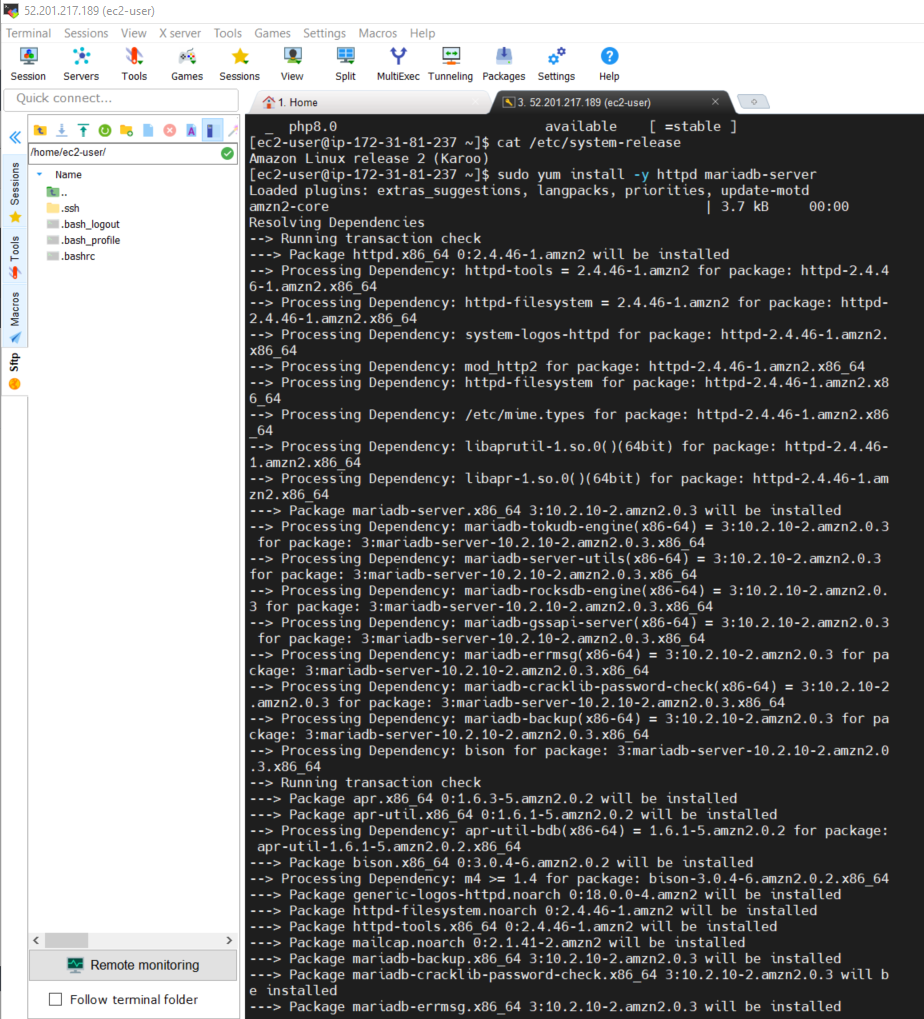 52.201.217.189 (ec2-user)
Terminal Sessions View X server Tools Games Settings Macros Help
Session Servers Tools Games Sessions View Split MultiExec Tunneling Packages Settings Help
Quick connect...
1. Home
3. 52.201.217.189 (ec2-user)
/home/ec2-user/
Name
..
.ssh
.bash_logout
.bash_profile
.bashrc
Sessions
Tools
Macros
Sftp
Remote monitoring
Follow terminal folder
_ php8.0 available [ =stable ]
[ec2-user@ip-172-31-81-237 ~]$ cat /etc/system-release
Amazon Linux release 2 (Karoo)
[ec2-user@ip-172-31-81-237 ~]$ sudo yum install -y httpd mariadb-server
Loaded plugins: extras_suggestions, langpacks, priorities, update-motd
amzn2-core | 3.7 kB 00:00
Resolving Dependencies
--> Running transaction check
---> Package httpd.x86_64 0:2.4.46-1.amzn2 will be installed
--> Processing Dependency: httpd-tools = 2.4.46-1.amzn2 for package: httpd-2.4.4
6-1.amzn2.x86_64
--> Processing Dependency: httpd-filesystem = 2.4.46-1.amzn2 for package: httpd-
2.4.46-1.amzn2.x86_64
--> Processing Dependency: system-logos-httpd for package: httpd-2.4.46-1.amzn2.
x86_64
--> Processing Dependency: mod_http2 for package: httpd-2.4.46-1.amzn2.x86_64
--> Processing Dependency: httpd-filesystem for package: httpd-2.4.46-1.amzn2.x8
6_64
--> Processing Dependency: /etc/mime.types for package: httpd-2.4.46-1.amzn2.x86
_64
--> Processing Dependency: libaprutil-1.so.0()(64bit) for package: httpd-2.4.46-
1.amzn2.x86_64
--> Processing Dependency: libapr-1.so.0()(64bit) for package: httpd-2.4.46-1.am
zn2.x86_64
---> Package mariadb-server.x86_64 3:10.2.10-2.amzn2.0.3 will be installed
--> Processing Dependency: mariadb-tokudb-engine(x86-64) = 3:10.2.10-2.amzn2.0.3
for package: 3:mariadb-server-10.2.10-2.amzn2.0.3.x86_64
--> Processing Dependency: mariadb-server-utils(x86-64) = 3:10.2.10-2.amzn2.0.3
for package: 3:mariadb-server-10.2.10-2.amzn2.0.3.x86_64
--> Processing Dependency: mariadb-rocksdb-engine(x86-64) = 3:10.2.10-2.amzn2.0.
3 for package: 3:mariadb-server-10.2.10-2.amzn2.0.3.x86_64
--> Processing Dependency: mariadb-gssapi-server(x86-64) = 3:10.2.10-2.amzn2.0.3
for package: 3:mariadb-server-10.2.10-2.amzn2.0.3.x86_64
--> Processing Dependency: mariadb-errmsg(x86-64) = 3:10.2.10-2.amzn2.0.3 for pa
ckage: 3:mariadb-server-10.2.10-2.amzn2.0.3.x86_64
--> Processing Dependency: mariadb-cracklib-password-check(x86-64) = 3:10.2.10-2
.amzn2.0.3 for package: 3:mariadb-server-10.2.10-2.amzn2.0.3.x86_64
--> Processing Dependency: mariadb-backup(x86-64) = 3:10.2.10-2.amzn2.0.3 for pa
ckage: 3:mariadb-server-10.2.10-2.amzn2.0.3.x86_64
--> Processing Dependency: bison for package: 3:mariadb-server-10.2.10-2.amzn2.0
.3.x86_64
--> Running transaction check
---> Package apr.x86_64 0:1.6.3-5.amzn2.0.2 will be installed
---> Package apr-util.x86_64 0:1.6.1-5.amzn2.0.2 will be installed
--> Processing Dependency: apr-util-bdb(x86-64) = 1.6.1-5.amzn2.0.2 for package:
apr-util-1.6.1-5.amzn2.0.2.x86_64
---> Package bison.x86_64 0:3.0.4-6.amzn2.0.2 will be installed
--> Processing Dependency: m4 >= 1.4 for package: bison-3.0.4-6.amzn2.0.2.x86_64
---> Package generic-logos-httpd.noarch 0:18.0.0-4.amzn2 will be installed
---> Package httpd-filesystem.noarch 0:2.4.46-1.amzn2 will be installed
---> Package httpd-tools.x86_64 0:2.4.46-1.amzn2 will be installed
---> Package mailcap.noarch 0:2.1.41-2.amzn2 will be installed
---> Package mariadb-backup.x86_64 3:10.2.10-2.amzn2.0.3 will be installed
---> Package mariadb-cracklib-password-check.x86_64 3:10.2.10-2.amzn2.0.3 will b
e installed
---> Package mariadb-errmsg.x86_64 3:10.2.10-2.amzn2.0.3 will be installed